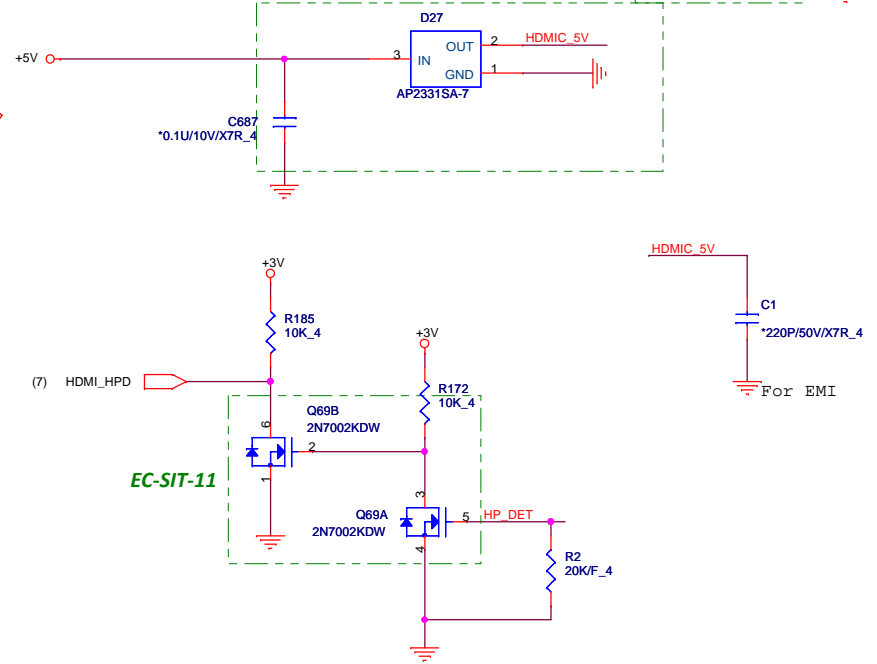 D27
+5V
3
IN
OUT
2
HDMIC_5V
GND
1
AP2331SA-7
C687
*0.1U/10V/X7R_4
HDMIC_5V
C1
*220P/50V/X7R_4
For EMI
+3V
R185
10K_4
+3V
(7)
HDMI_HPD
R172
10K_4
6
Q69B
2N7002KDW
2
1
EC-SIT-11
3
Q69A
2N7002KDW
5
HP_DET
4
R2
20K/F_4